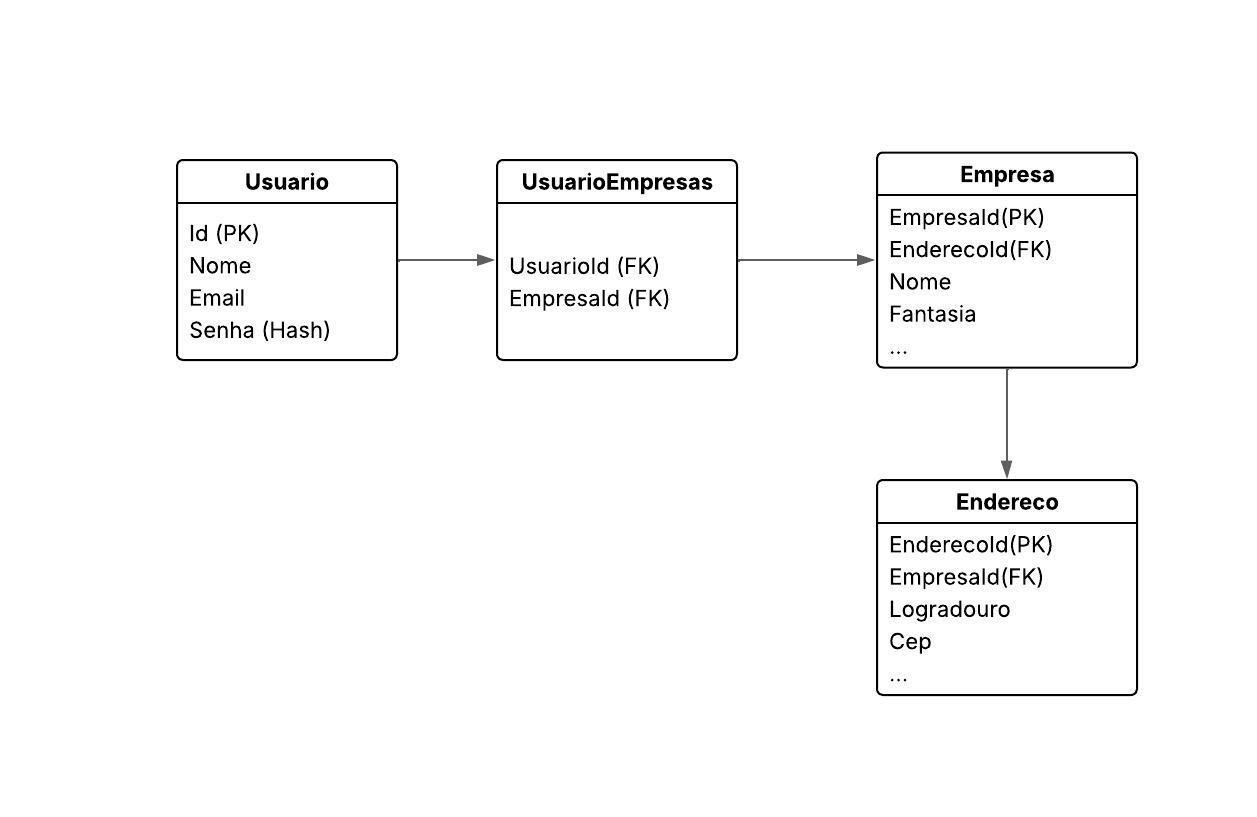 Usuario
Id (PK)
Nome
Email
Senha (Hash)
UsuarioEmpresas
UsuarioId (FK)
EmpresaId (FK)
Empresa
EmpresaId(PK)
EnderecoId(FK)
Nome
Fantasia
...
Endereco
EnderecoId(PK)
EmpresaId(FK)
Logradouro
Cep
...